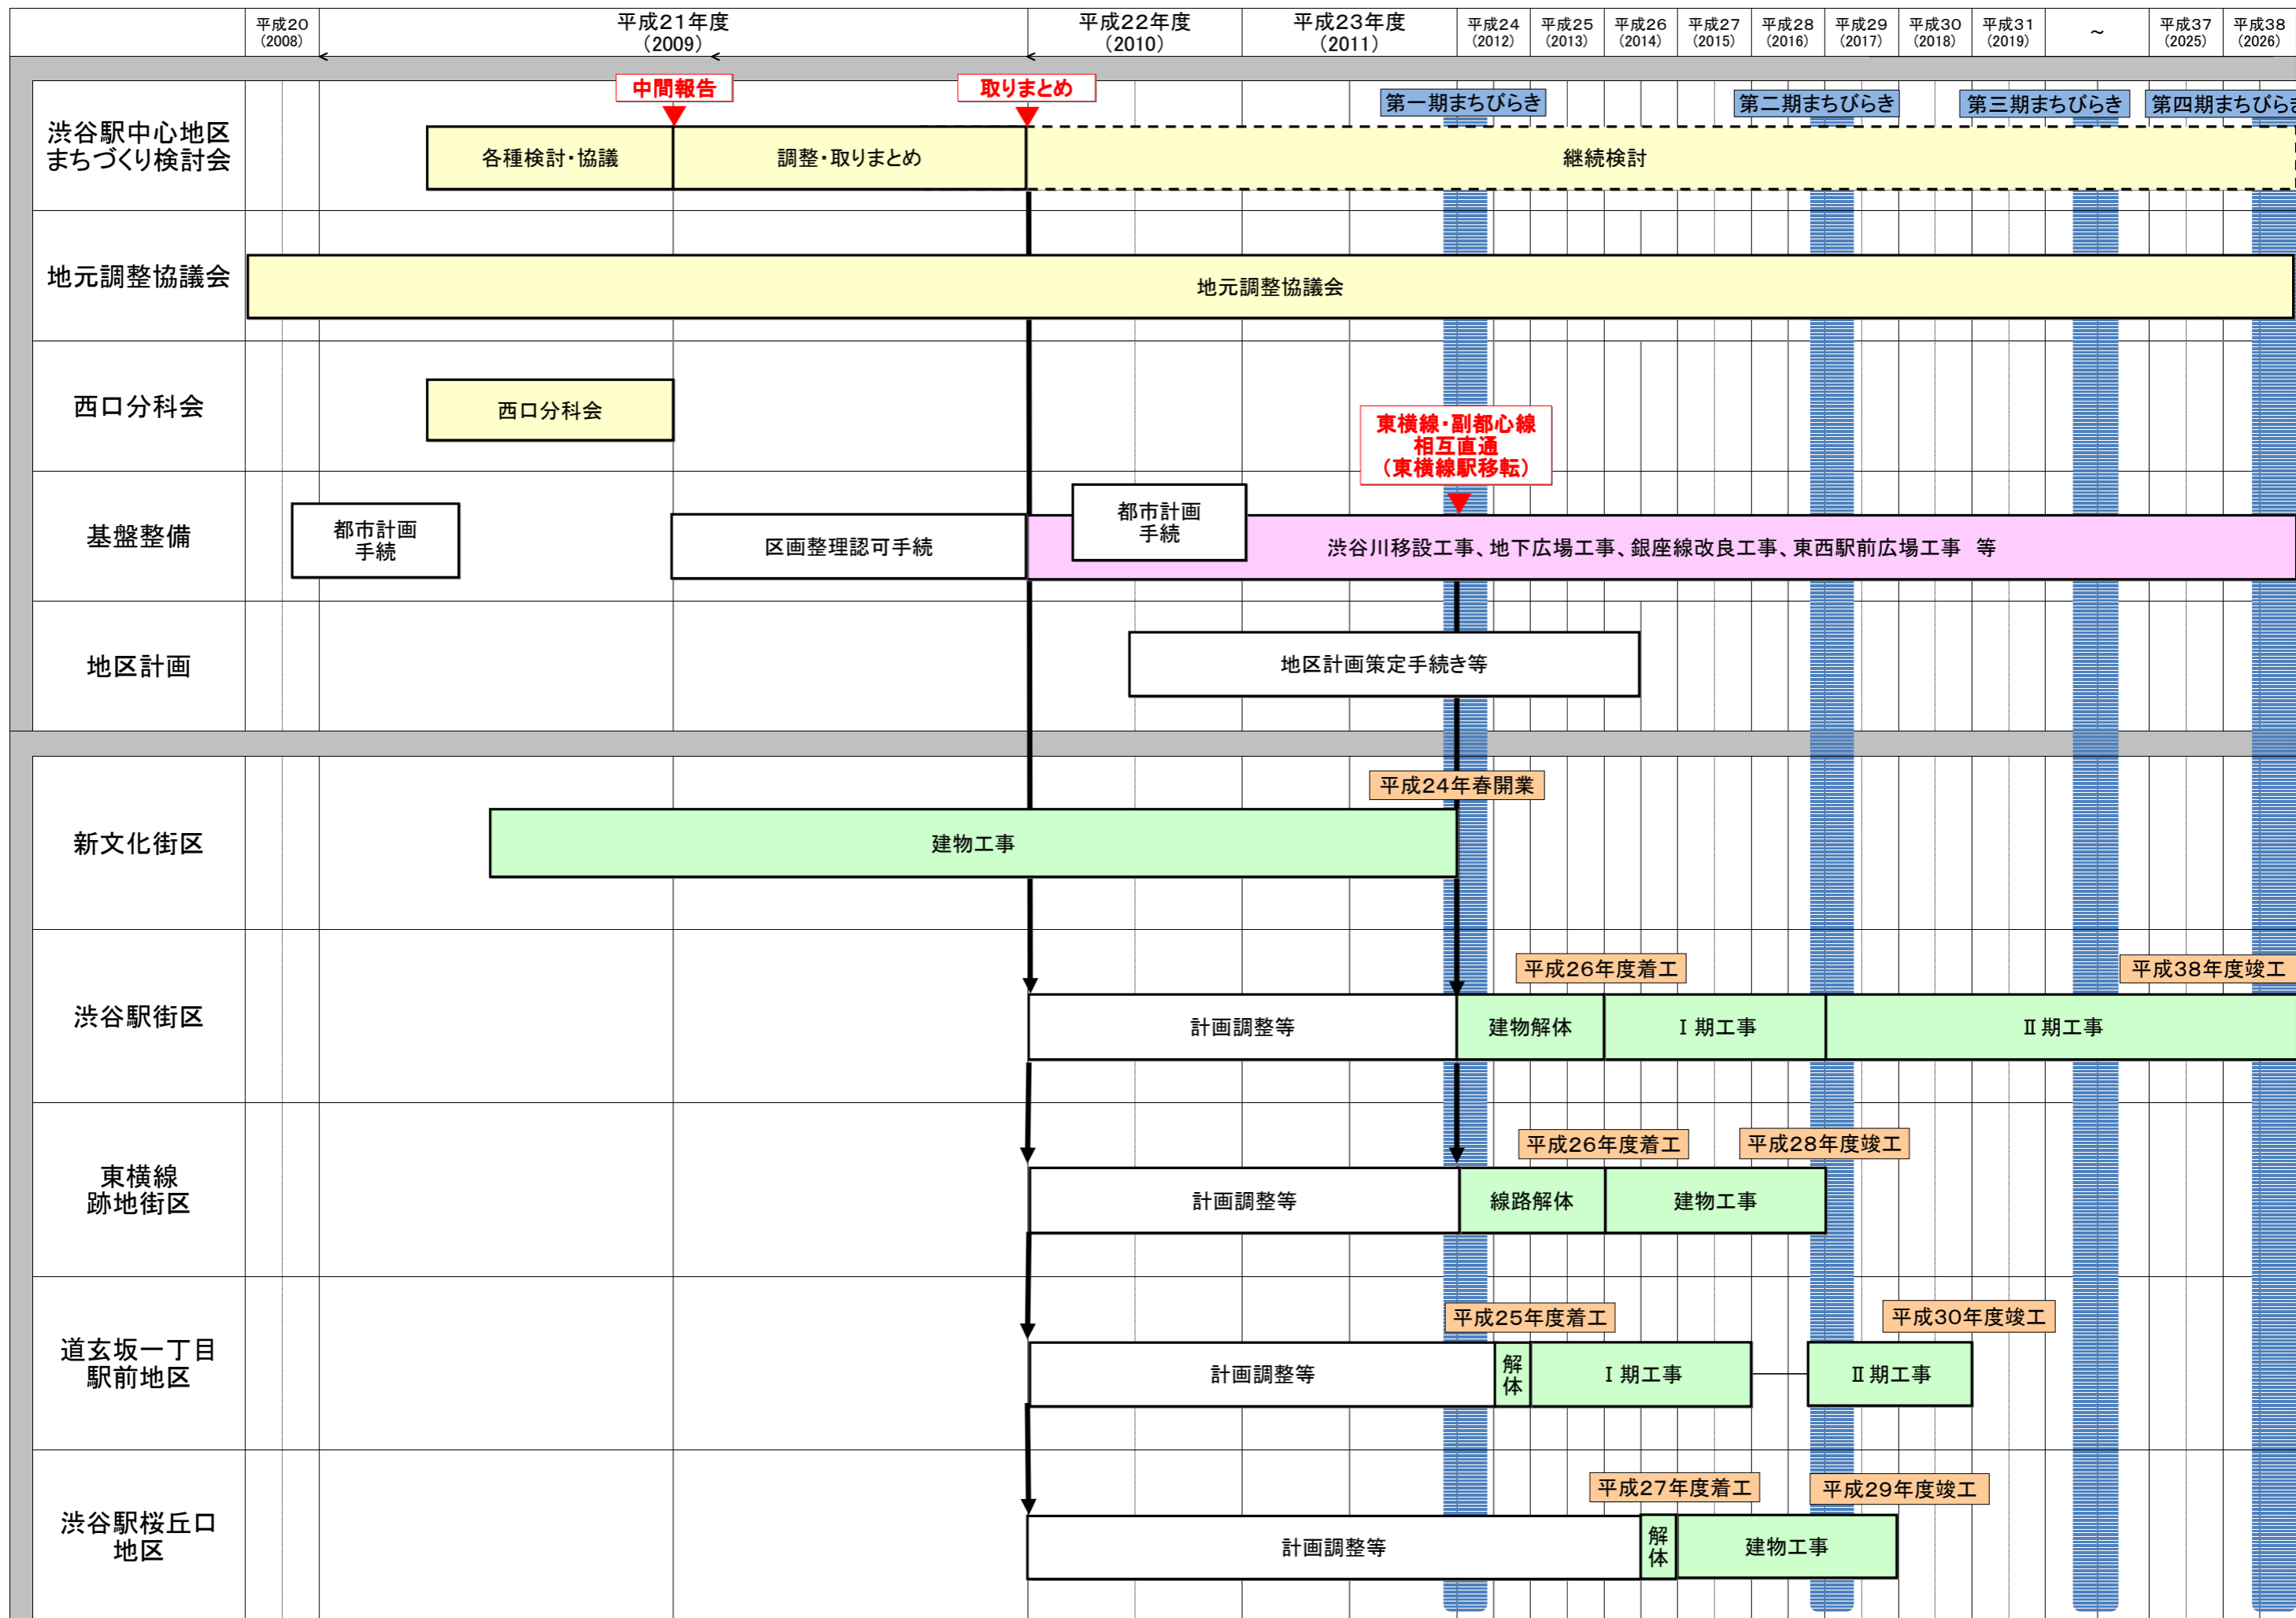 平成20
(2008)
平成21年度
(2009)
平成22年度
(2010)
平成23年度
(2011)
平成24
(2012)
平成25
(2013)
平成26
(2014)
平成27
(2015)
平成28
(2016)
平成29
(2017)
平成30
(2018)
平成31
(2019)
～
平成37
(2025)
平成38
(2026)
中間報告
取りまとめ
第一期まちびらき
第二期まちびらき
第三期まちびらき
第四期まちびらき
渋谷駅中心地区
まちづくり検討会
各種検討・協議
調整・取りまとめ
継続検討
地元調整協議会
地元調整協議会
西口分科会
西口分科会
東横線・副都心線
相互直通
(東横線駅移転)
基盤整備
都市計画
手続
区画整理認可手続
都市計画
手続
渋谷川移設工事、地下広場工事、銀座線改良工事、東西駅前広場工事 等
地区計画
地区計画策定手続き等
平成24年春開業
新文化街区
建物工事
平成26年度着工
平成38年度竣工
渋谷駅街区
計画調整等
建物解体
Ⅰ期工事
Ⅱ期工事
平成26年度着工
平成28年度竣工
東横線
跡地街区
計画調整等
線路解体
建物工事
平成25年度着工
平成30年度竣工
道玄坂一丁目
駅前地区
計画調整等
解
体
Ⅰ期工事
Ⅱ期工事
平成27年度着工
平成29年度竣工
渋谷駅桜丘口
地区
計画調整等
解
体
建物工事